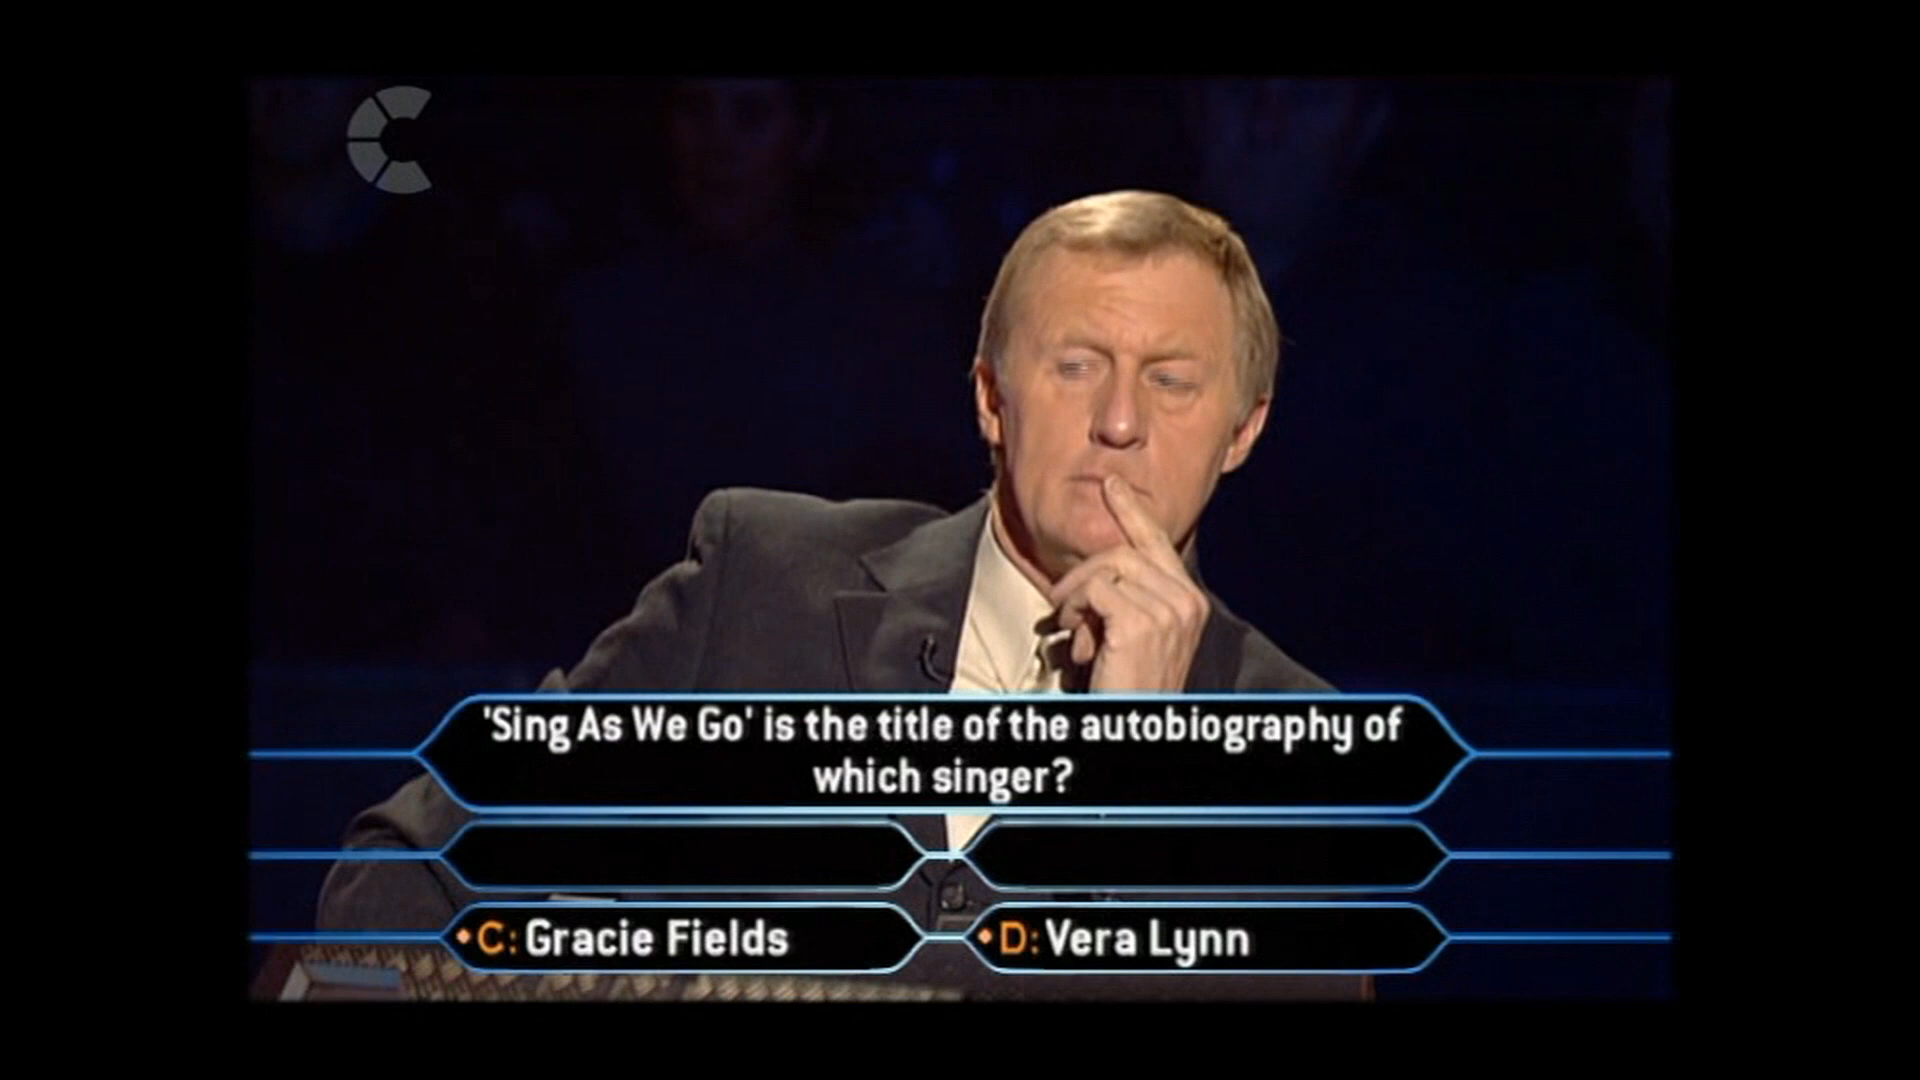 'Sing As We Go' is the title of the autobiography of
which singer?
C: Gracie Fields
D: Vera Lynn